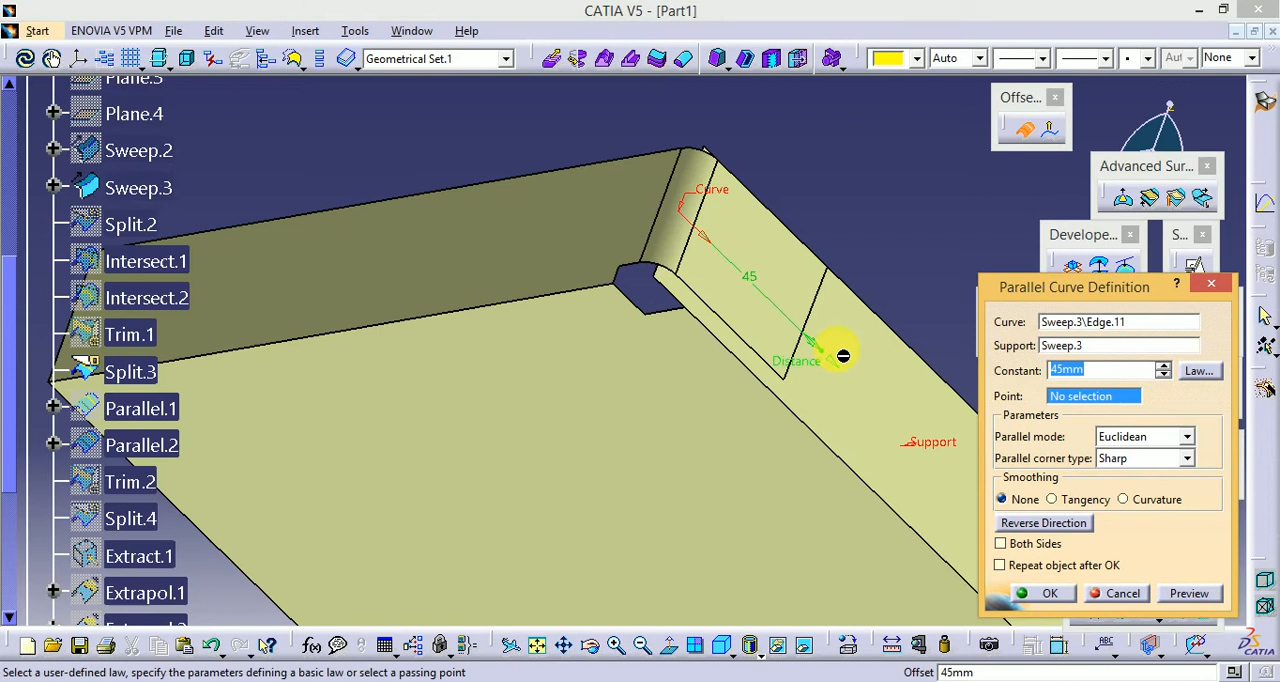 CATIA V5 - [Part1]
Start ENOVIA V5 VPM File Edit View Insert Tools Window Help
Geometrical Set.1 Auto Aut None
Plane.3
Plane.4
Sweep.2
Sweep.3
Split.2
Intersect.1
Intersect.2
Trim.1
Split.3
Parallel.1
Parallel.2
Trim.2
Split.4
Extract.1
Extrapol.1
Curve
45
Distance
Support
Offse... x
z
Advanced Sur... x
Develope... x
S... x
Parallel Curve Definition ? x
Curve: Sweep.3\Edge.11
Support: Sweep.3
Constant: 45mm Law...
Point: No selection
Parameters
Parallel mode: Euclidean
Parallel corner type: Sharp
Smoothing
None Tangency Curvature
Reverse Direction
Both Sides
Repeat object after OK
OK Cancel Preview
f(x) ABC
CATIA
Select a user-defined law, specify the parameters defining a basic law or select a passing point Offset 45mm